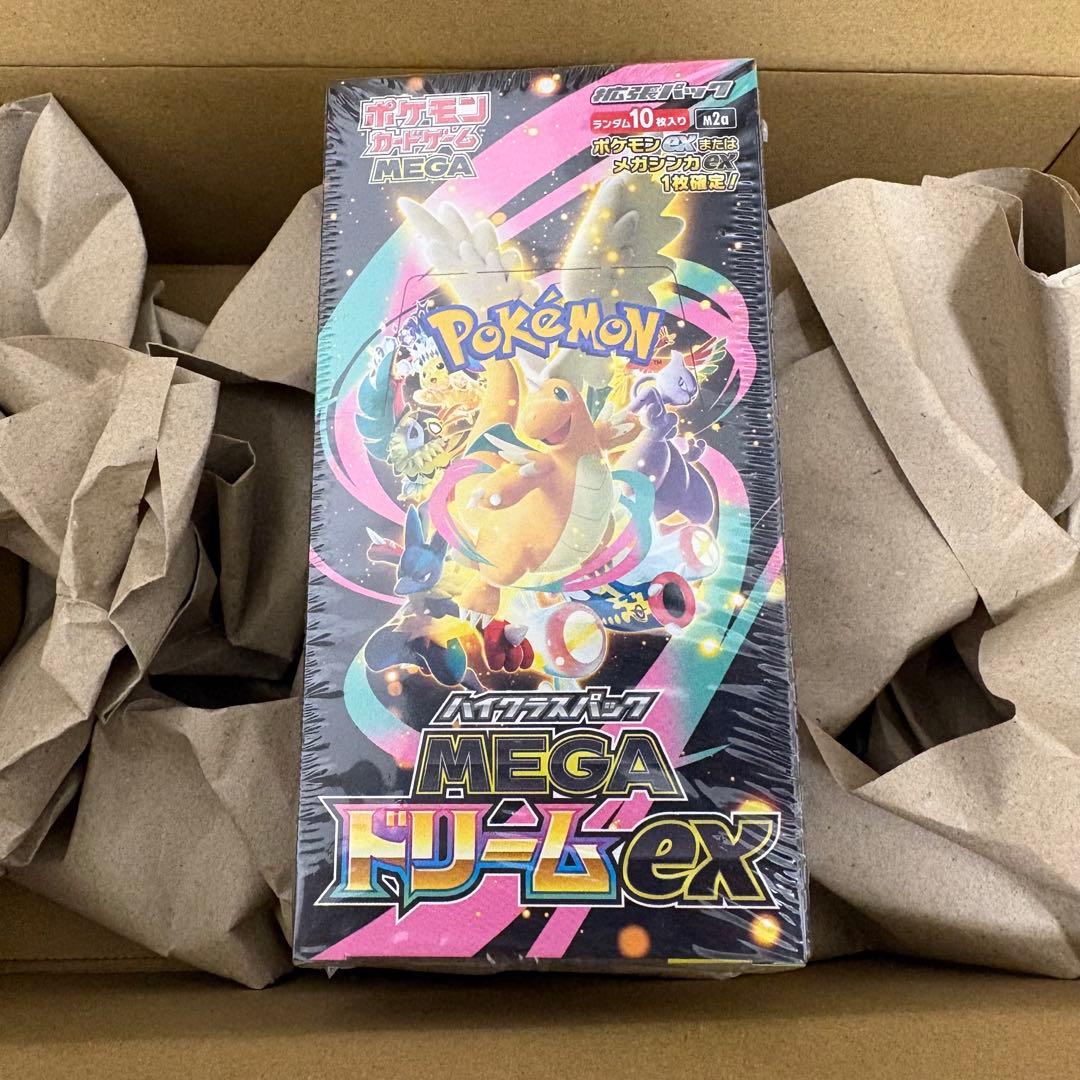 ポケモン
カードゲーム
MEGA
拡張パック
ランダム10枚入り
M2a
ポケモンexまたは
メガシンカex
1枚確定!
POKéMON
TM
ハイクラスパック
MEGA
ドリームex